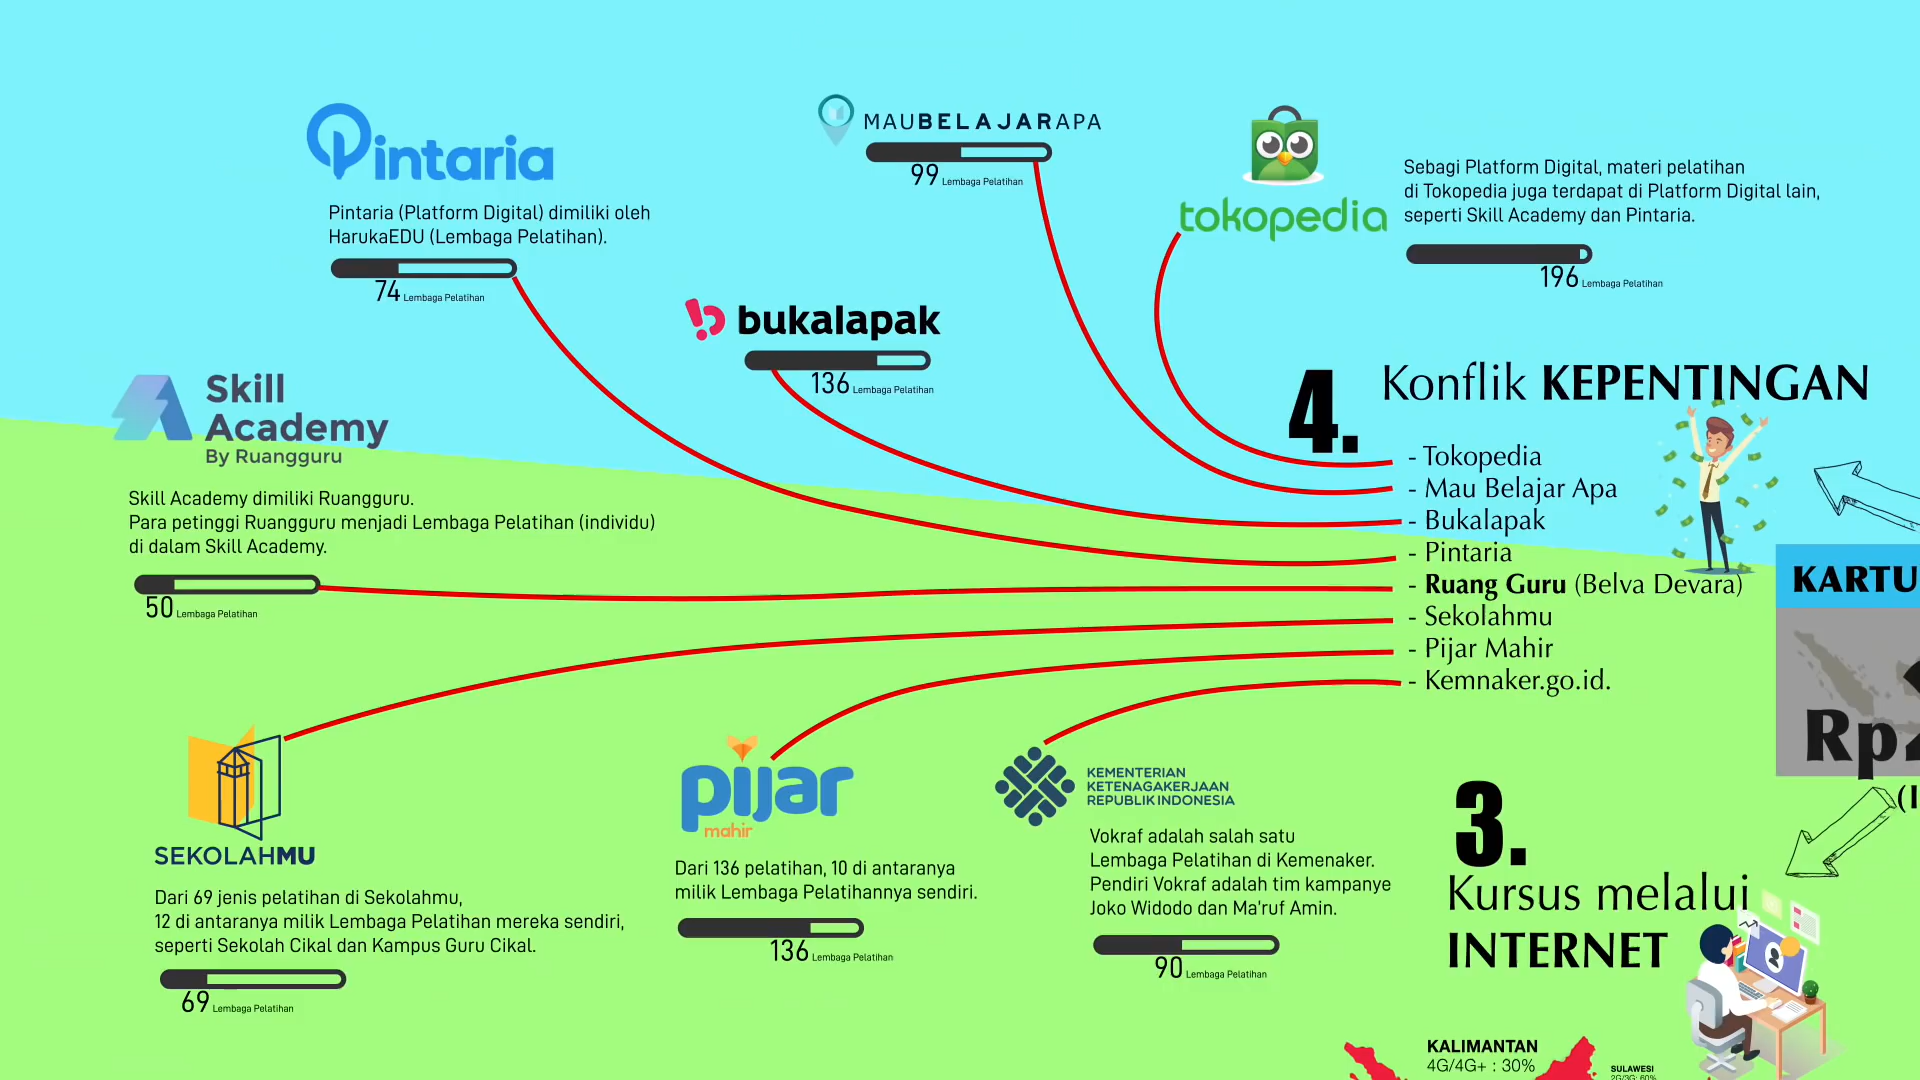 Pintaria
Pintaria (Platform Digital) dimiliki oleh
HarukaEDU (Lembaga Pelatihan).
74 Lembaga Pelatihan
MAUBELAJARAPA
99 Lembaga Pelatihan
tokopedia
Sebagi Platform Digital, materi pelatihan
di Tokopedia juga terdapat di Platform Digital lain,
seperti Skill Academy dan Pintaria.
196 Lembaga Pelatihan
bukalapak
136 Lembaga Pelatihan
Skill
Academy
By Ruangguru
Skill Academy dimiliki Ruangguru.
Para petinggi Ruangguru menjadi Lembaga Pelatihan (individu)
di dalam Skill Academy.
50 Lembaga Pelatihan
4. Konflik KEPENTINGAN
- Tokopedia
- Mau Belajar Apa
- Bukalapak
- Pintaria
- Ruang Guru (Belva Devara)
- Sekolahmu
- Pijar Mahir
- Kemnaker.go.id.
KARTU
Rp
SEKOLAHMU
Dari 69 jenis pelatihan di Sekolahmu,
12 di antaranya milik Lembaga Pelatihan mereka sendiri,
seperti Sekolah Cikal dan Kampus Guru Cikal.
69 Lembaga Pelatihan
pijar
mahir
Dari 136 pelatihan, 10 di antaranya
milik Lembaga Pelatihannya sendiri.
136 Lembaga Pelatihan
KEMENTERIAN
KETENAGAKERJAAN
REPUBLIK INDONESIA
Vokraf adalah salah satu
Lembaga Pelatihan di Kemenaker.
Pendiri Vokraf adalah tim kampanye
Joko Widodo dan Ma'ruf Amin.
90 Lembaga Pelatihan
3.
Kursus melalui
INTERNET
KALIMANTAN
4G/4G+ : 30%
SULAWESI